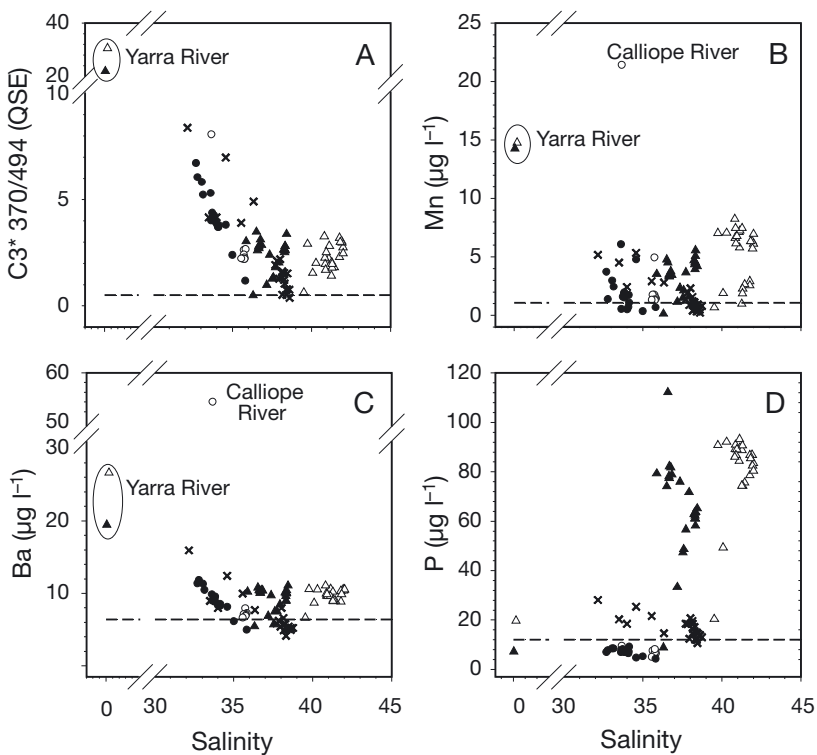 40
20
10
5
0
C3* 370/494 (QSE)
Yarra River
A
25
20
15
10
5
0
Mn (µg l⁻¹)
Calliope River
B
Yarra River
60
50
30
20
10
Ba (µg l⁻¹)
Calliope
River
C
Yarra River
0 30 35 40 45
Salinity
120
100
80
60
40
20
0
P (µg l⁻¹)
D
0 30 35 40 45
Salinity